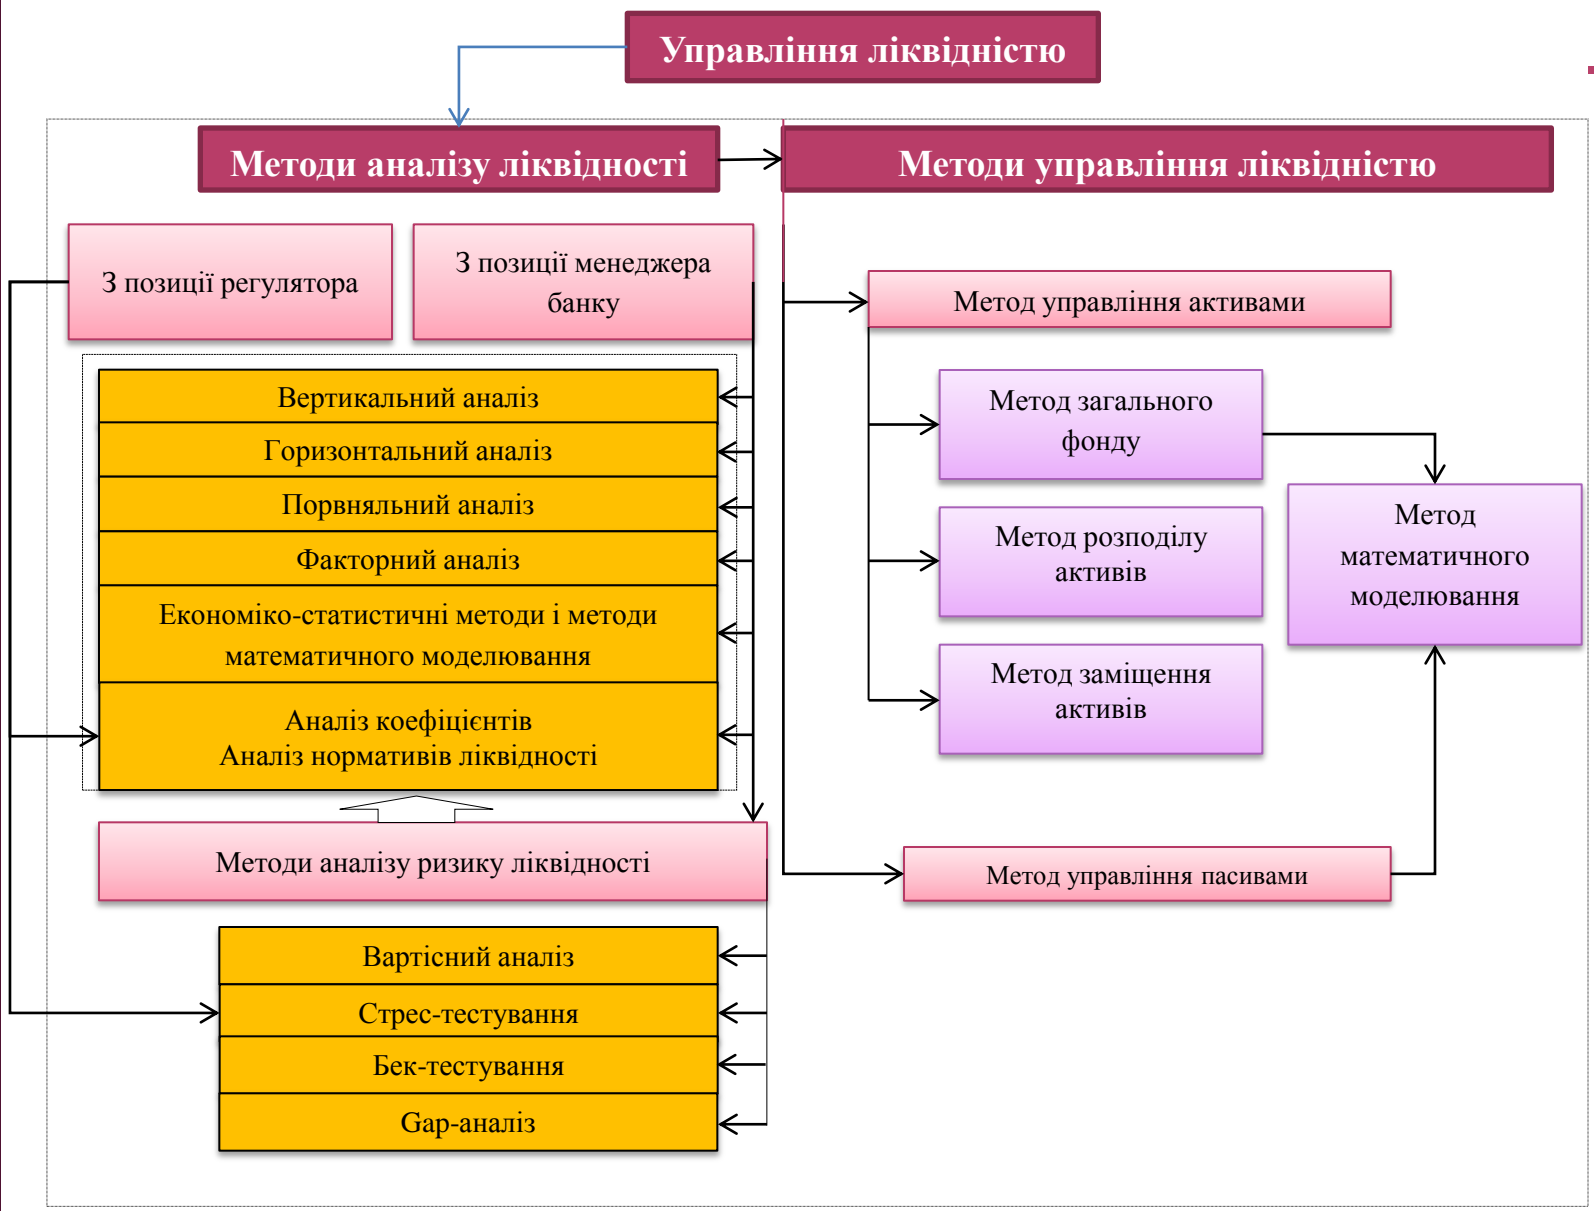 Управління ліквідністю
Методи аналізу ліквідності
Методи управління ліквідністю
З позиції регулятора
З позиції менеджера
банку
Вертикальний аналіз
Горизонтальний аналіз
Порвняльний аналіз
Факторний аналіз
Економіко-статистичні методи і методи
математичного моделювання
Аналіз коефіцієнтів
Аналіз нормативів ліквідності
Методи аналізу ризику ліквідності
Вартісний аналіз
Стрес-тестування
Бек-тестування
Gap-аналіз
Метод управління активами
Метод загального
фонду
Метод розподілу
активів
Метод заміщення
активів
Метод
математичного
моделювання
Метод управління пасивами